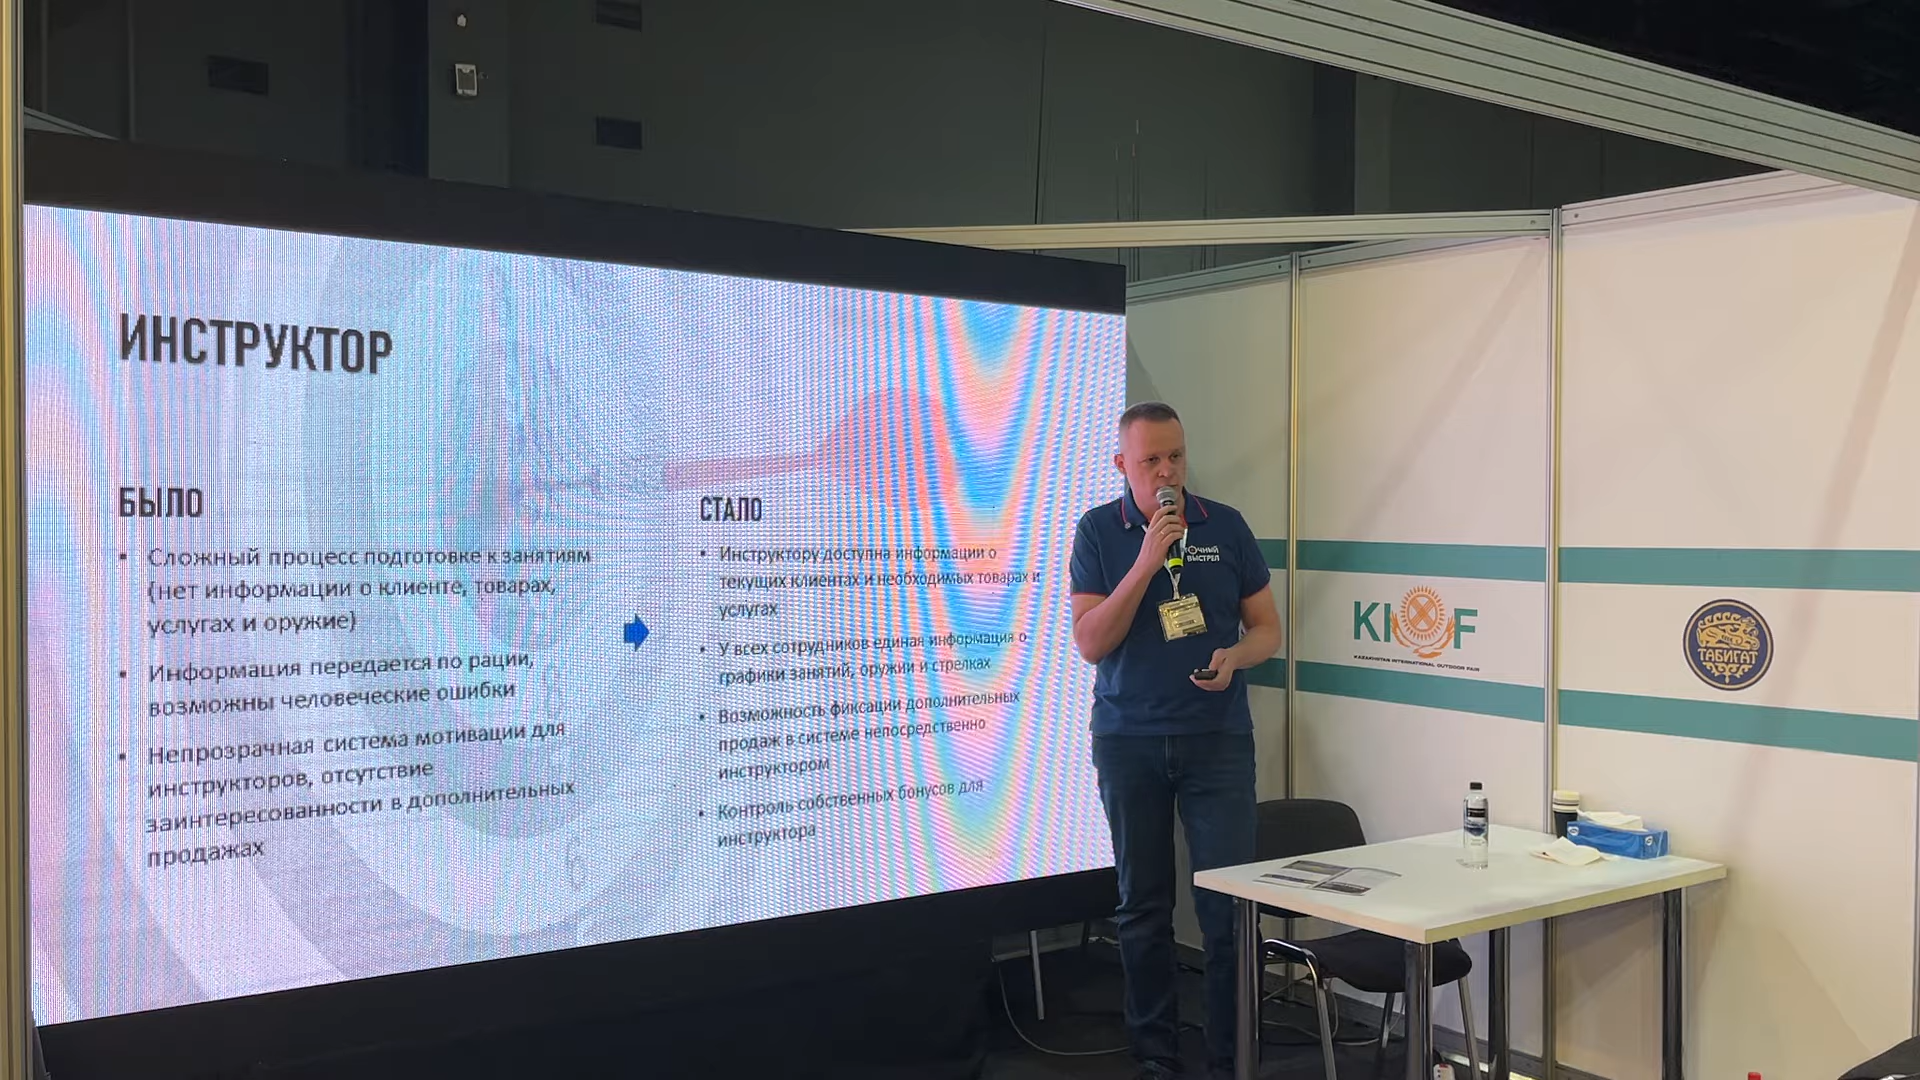 ИНСТРУКТОР
БЫЛО
• Сложный процесс подготовке к занятиям
(нет информации о клиенте, товарах,
услугах и оружие)
• Информация передается по рации,
возможны человеческие ошибки
• Непрозрачная система мотивации для
инструкторов, отсутствие
заинтересованности в дополнительных
продажах
СТАЛО
• Инструктору доступна информации о
текущих клиентах и необходимых товарах и
услугах
• У всех сотрудников единая информация о
графики занятий, оружии и стрелках
• Возможность фиксации дополнительных
продаж в системе непосредственно
инструктором
• Контроль собственных бонусов для
инструктора
6
ТОЧНЫЙ
ВЫСТРЕЛ
KIOF
KAZAKHSTAN INTERNATIONAL OUTDOOR FAIR
ТАБИГАТ